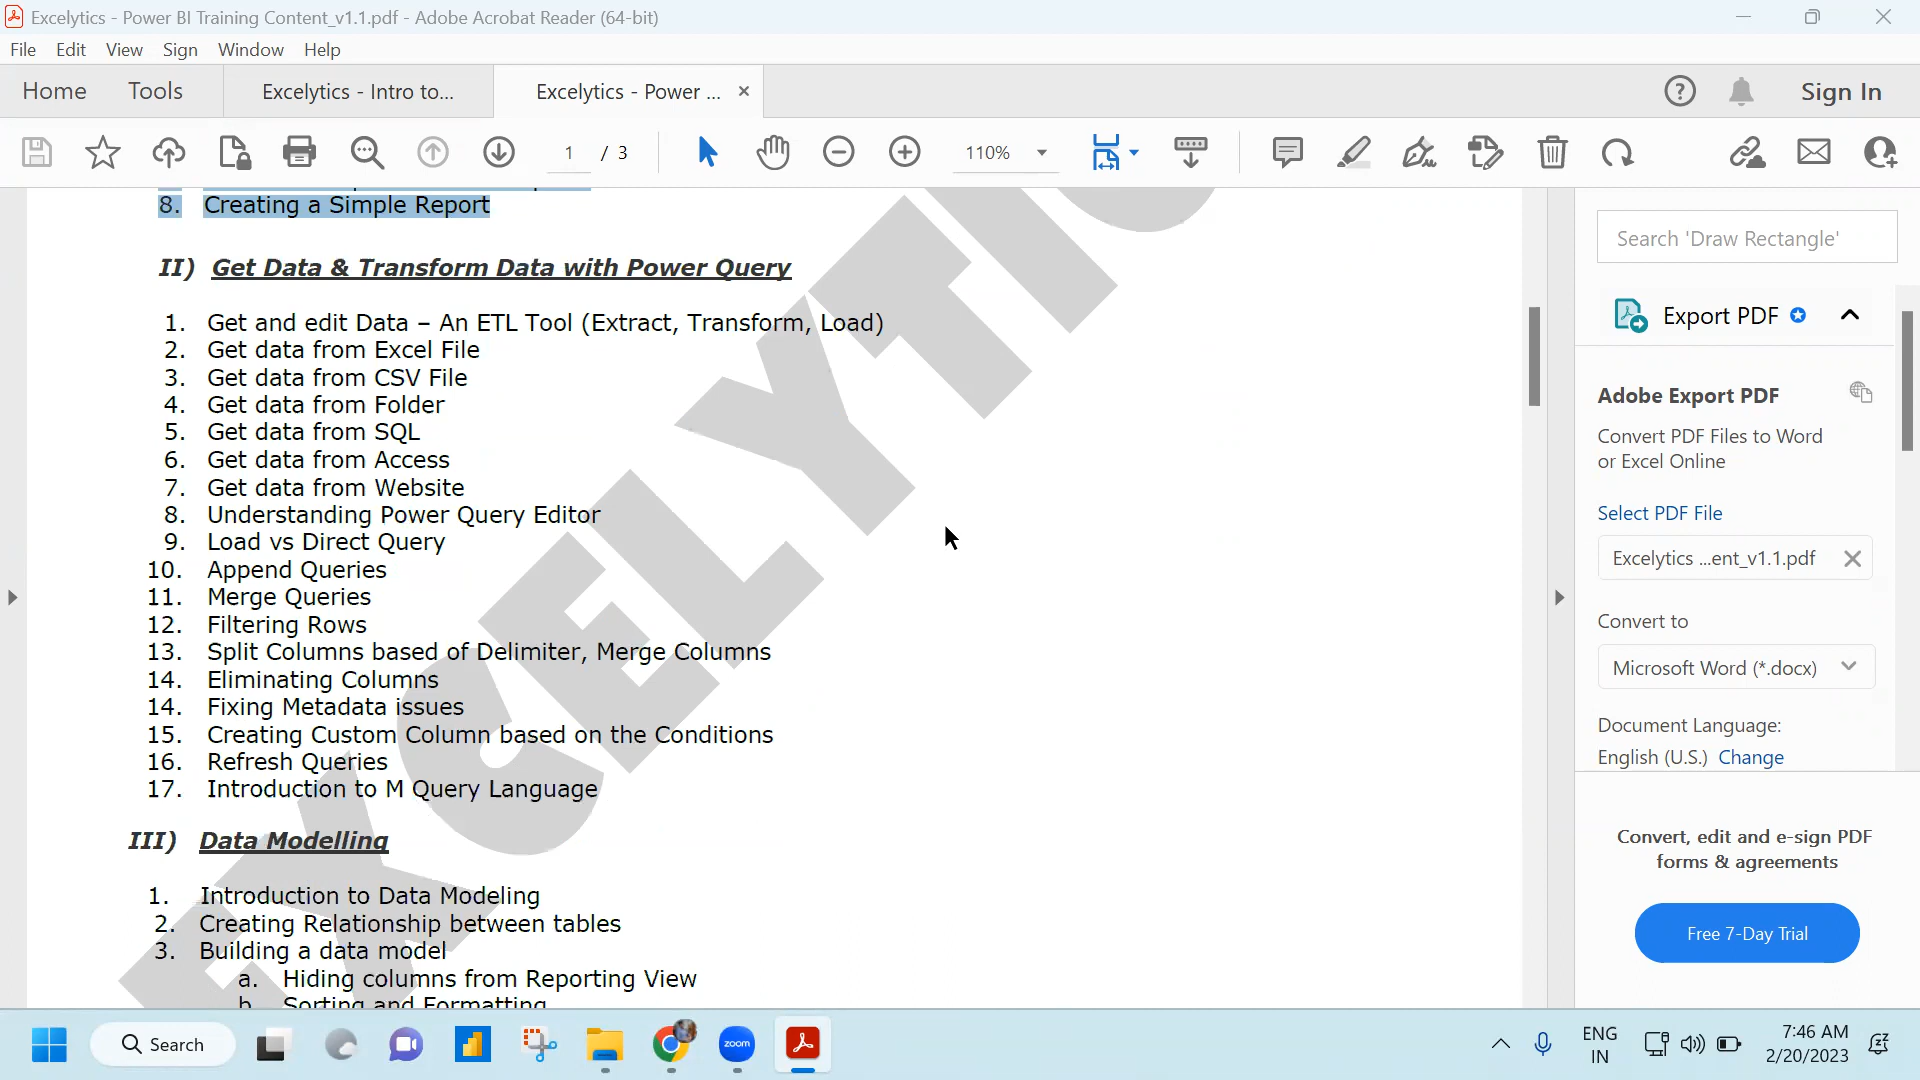 Excelytics - Power BI Training Content_v1.1.pdf - Adobe Acrobat Reader (64-bit)
File Edit View Sign Window Help
Home Tools Excelytics - Intro to... Excelytics - Power ... × Sign In
1 / 3 110%
8. Creating a Simple Report
II) Get Data & Transform Data with Power Query
1. Get and edit Data – An ETL Tool (Extract, Transform, Load)
2. Get data from Excel File
3. Get data from CSV File
4. Get data from Folder
5. Get data from SQL
6. Get data from Access
7. Get data from Website
8. Understanding Power Query Editor
9. Load vs Direct Query
10. Append Queries
11. Merge Queries
12. Filtering Rows
13. Split Columns based of Delimiter, Merge Columns
14. Eliminating Columns
14. Fixing Metadata issues
15. Creating Custom Column based on the Conditions
16. Refresh Queries
17. Introduction to M Query Language
III) Data Modelling
1. Introduction to Data Modeling
2. Creating Relationship between tables
3. Building a data model
a. Hiding columns from Reporting View
b. Sorting and Formatting
EXCELYTIC
Search 'Draw Rectangle'
Export PDF
Adobe Export PDF
Convert PDF Files to Word
or Excel Online
Select PDF File
Excelytics ...ent_v1.1.pdf
Convert to
Microsoft Word (*.docx)
Document Language:
English (U.S.) Change
Convert, edit and e-sign PDF
forms & agreements
Free 7-Day Trial
Search
zoom
ENG
IN
7:46 AM
2/20/2023